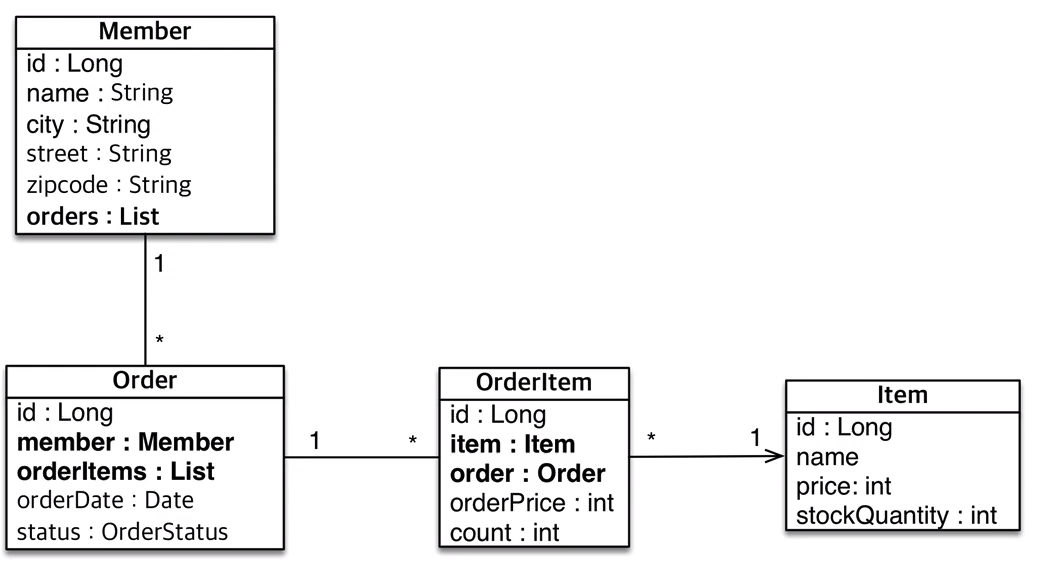 Member
id : Long
name : String
city : String
street : String
zipcode : String
orders : List
1
*
Order
id : Long
member : Member
orderItems : List
orderDate : Date
status : OrderStatus
1
*
OrderItem
id : Long
item : Item
order : Order
orderPrice : int
count : int
*
1
Item
id : Long
name
price: int
stockQuantity : int